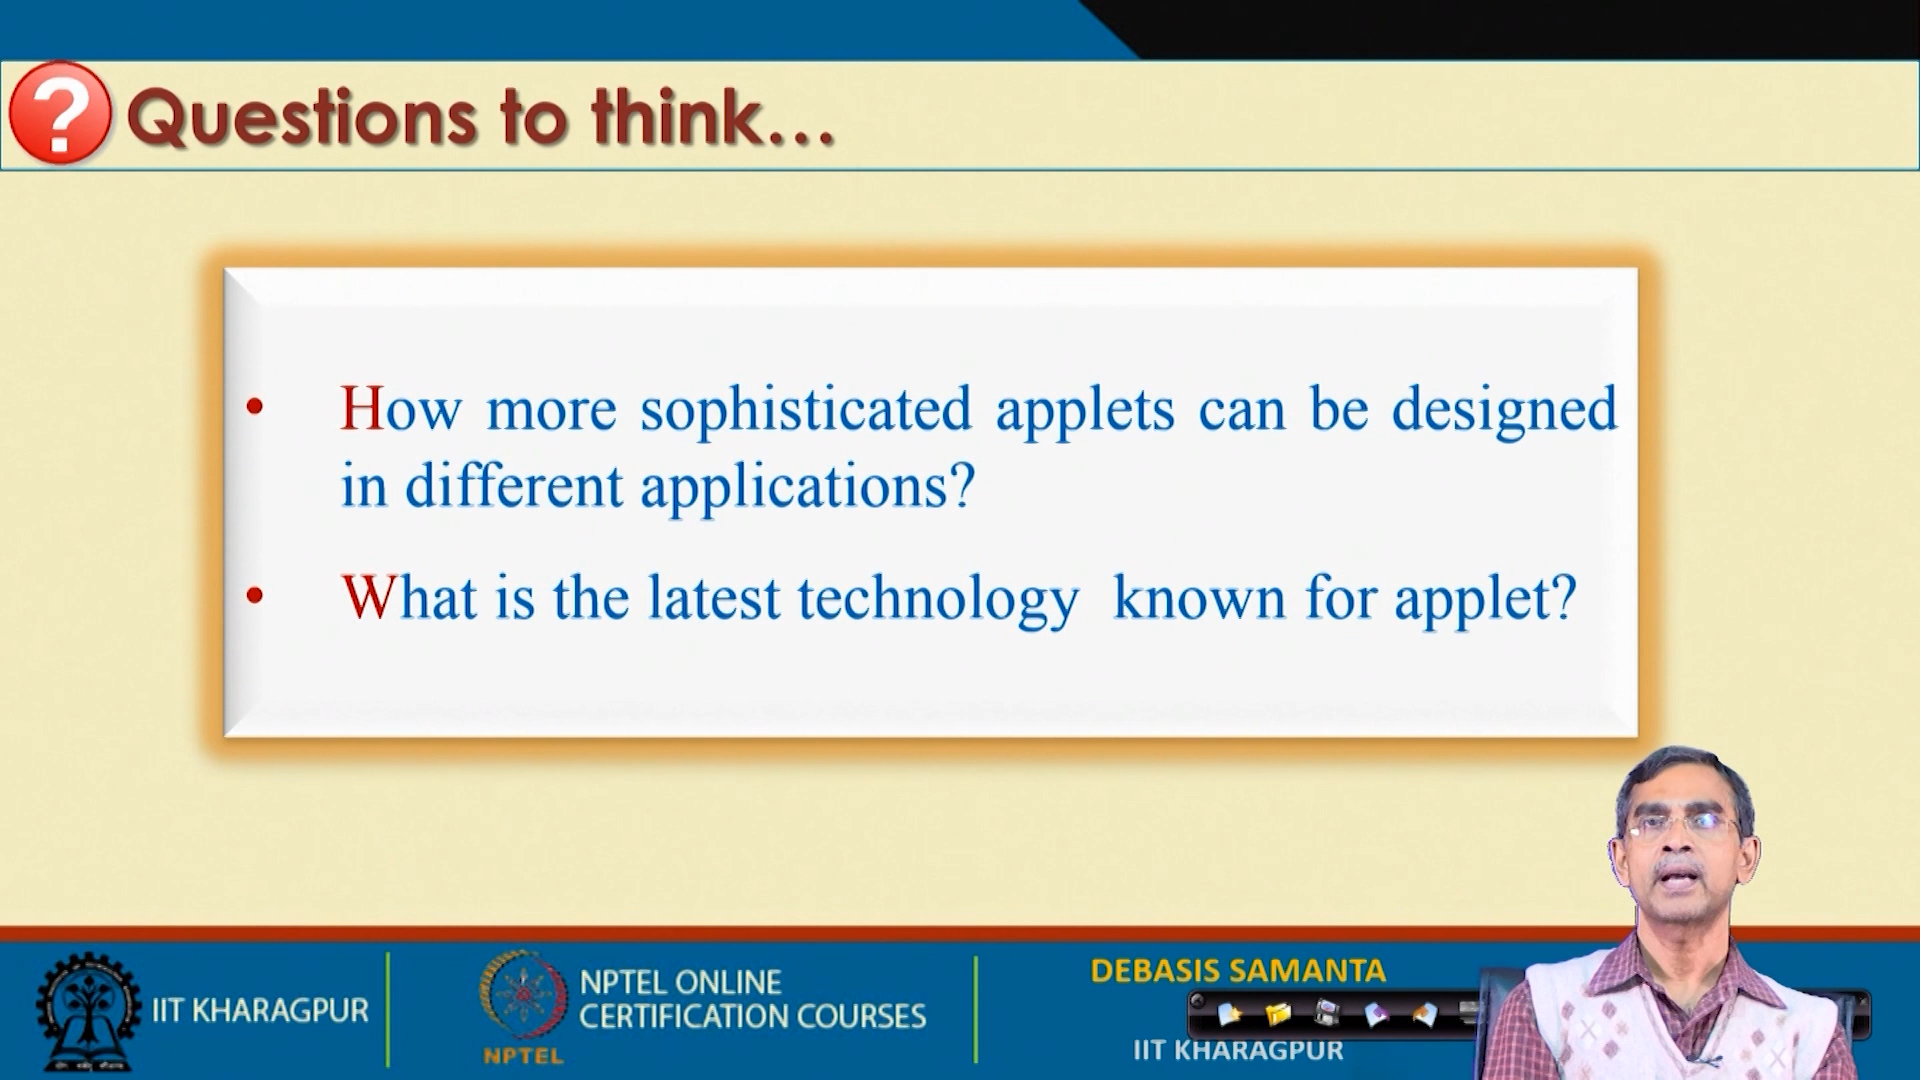 ? Questions to think...
• How more sophisticated applets can be designed
in different applications?
• What is the latest technology known for applet?
IIT KHARAGPUR
NPTEL
NPTEL ONLINE
CERTIFICATION COURSES
DEBASIS SAMANTA
IIT KHARAGPUR